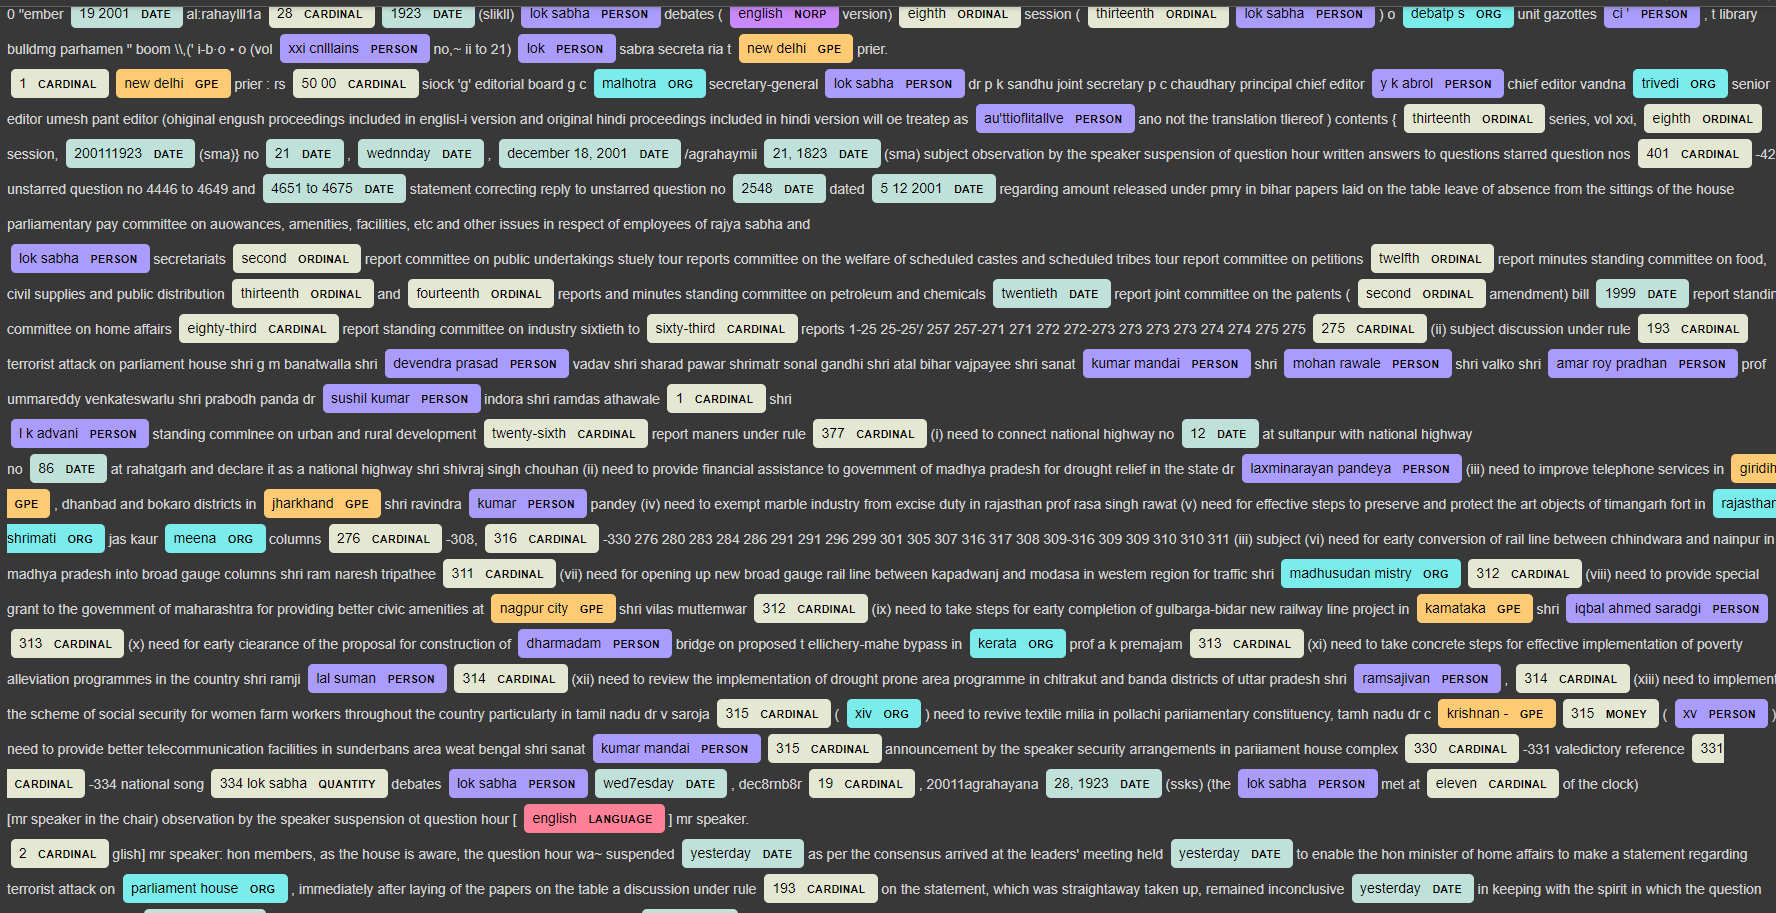 0 "ember 19 2001 DATE al:rahaylll1a 28 CARDINAL 1923 DATE (slikll) lok sabha PERSON debates ( english NORP version) eighth ORDINAL session ( thirteenth ORDINAL lok sabha PERSON ) o debatp s ORG unit gazottes ci ' PERSON , t library
bulldmg parhamen " boom \\,(' i-b·o • o (vol xxi cnlllains PERSON no,~ ii to 21) lok PERSON sabra secreta ria t new delhi GPE prier.
1 CARDINAL new delhi GPE prier : rs 50 00 CARDINAL siock 'g' editorial board g c malhotra ORG secretary-general lok sabha PERSON dr p k sandhu joint secretary p c chaudhary principal chief editor y k abrol PERSON chief editor vandna trivedi ORG senior
editor umesh pant editor (ohiginal engush proceedings included in englisl-i version and original hindi proceedings included in hindi version will oe treatep as au'ttioflitallve PERSON ano not the translation tliereof ) contents { thirteenth ORDINAL series, vol xxi, eighth ORDINAL
session, 200111923 DATE (sma)} no 21 DATE , wednnday DATE , december 18, 2001 DATE /agrahaymii 21, 1823 DATE (sma) subject observation by the speaker suspension of question hour written answers to questions starred question nos 401 CARDINAL -42
unstarred question no 4446 to 4649 and 4651 to 4675 DATE statement correcting reply to unstarred question no 2548 DATE dated 5 12 2001 DATE regarding amount released under pmry in bihar papers laid on the table leave of absence from the sittings of the house
parliamentary pay committee on auowances, amenities, facilities, etc and other issues in respect of employees of rajya sabha and
lok sabha PERSON secretariats second ORDINAL report committee on public undertakings stuely tour reports committee on the welfare of scheduled castes and scheduled tribes tour report committee on petitions twelfth ORDINAL report minutes standing committee on food,
civil supplies and public distribution thirteenth ORDINAL and fourteenth ORDINAL reports and minutes standing committee on petroleum and chemicals twentieth DATE report joint committee on the patents ( second ORDINAL amendment) bill 1999 DATE report standin
committee on home affairs eighty-third CARDINAL report standing committee on industry sixtieth to sixty-third CARDINAL reports 1-25 25-25'/ 257 257-271 271 272 272-273 273 273 273 274 274 275 275 275 CARDINAL (ii) subject discussion under rule 193 CARDINAL
terrorist attack on parliament house shri g m banatwalla shri devendra prasad PERSON vadav shri sharad pawar shrimatr sonal gandhi shri atal bihar vajpayee shri sanat kumar mandai PERSON shri mohan rawale PERSON shri valko shri amar roy pradhan PERSON prof
ummareddy venkateswarlu shri prabodh panda dr sushil kumar PERSON indora shri ramdas athawale 1 CARDINAL shri
l k advani PERSON standing commlnee on urban and rural development twenty-sixth CARDINAL report maners under rule 377 CARDINAL (i) need to connect national highway no 12 DATE at sultanpur with national highway
no 86 DATE at rahatgarh and declare it as a national highway shri shivraj singh chouhan (ii) need to provide financial assistance to govemment of madhya pradesh for drought relief in the state dr laxminarayan pandeya PERSON (iii) need to improve telephone services in giridih
GPE , dhanbad and bokaro districts in jharkhand GPE shri ravindra kumar PERSON pandey (iv) need to exempt marble industry from excise duty in rajasthan prof rasa singh rawat (v) need for effective steps to preserve and protect the art objects of timangarh fort in rajasthan
shrimati ORG jas kaur meena ORG columns 276 CARDINAL -308, 316 CARDINAL -330 276 280 283 284 286 291 291 296 299 301 305 307 316 317 308 309-316 309 309 310 310 311 (iii) subject (vi) need for earty conversion of rail line between chhindwara and nainpur in
madhya pradesh into broad gauge columns shri ram naresh tripathee 311 CARDINAL (vii) need for opening up new broad gauge rail line between kapadwanj and modasa in westem region for traffic shri madhusudan mistry ORG 312 CARDINAL (viii) need to provide special
grant to the govemment of maharashtra for providing better civic amenities at nagpur city GPE shri vilas muttemwar 312 CARDINAL (ix) need to take steps for earty completion of gulbarga-bidar new railway line project in kamataka GPE shri iqbal ahmed saradgi PERSON
313 CARDINAL (x) need for earty ciearance of the proposal for construction of dharmadam PERSON bridge on proposed t ellichery-mahe bypass in kerata ORG prof a k premajam 313 CARDINAL (xi) need to take concrete steps for effective implementation of poverty
alleviation programmes in the country shri ramji lal suman PERSON 314 CARDINAL (xii) need to review the implementation of drought prone area programme in chltrakut and banda districts of uttar pradesh shri ramsajivan PERSON , 314 CARDINAL (xiii) need to implement
the scheme of social security for women farm workers throughout the country particularty in tamil nadu dr v saroja 315 CARDINAL ( xiv ORG ) need to revive textile milia in pollachi pariiamentary constituency, tamh nadu dr c krishnan - GPE 315 MONEY ( xv PERSON )
need to provide better telecommunication facilities in sunderbans area weat bengal shri sanat kumar mandai PERSON 315 CARDINAL announcement by the speaker security arrangements in pariiament house complex 330 CARDINAL -331 valedictory reference 331
CARDINAL -334 national song 334 lok sabha QUANTITY debates lok sabha PERSON wed7esday DATE , dec8rnb8r 19 CARDINAL , 20011agrahayana 28, 1923 DATE (ssks) (the lok sabha PERSON met at eleven CARDINAL of the clock)
[mr speaker in the chair) observation by the speaker suspension ot question hour [ english LANGUAGE ] mr speaker.
2 CARDINAL glish] mr speaker: hon members, as the house is aware, the question hour wa~ suspended yesterday DATE as per the consensus arrived at the leaders' meeting held yesterday DATE to enable the hon minister of home affairs to make a statement regarding
terrorist attack on parliament house ORG , immediately after laying of the papers on the table a discussion under rule 193 CARDINAL on the statement, which was straightaway taken up, remained inconclusive yesterday DATE in keeping with the spirit in which the question